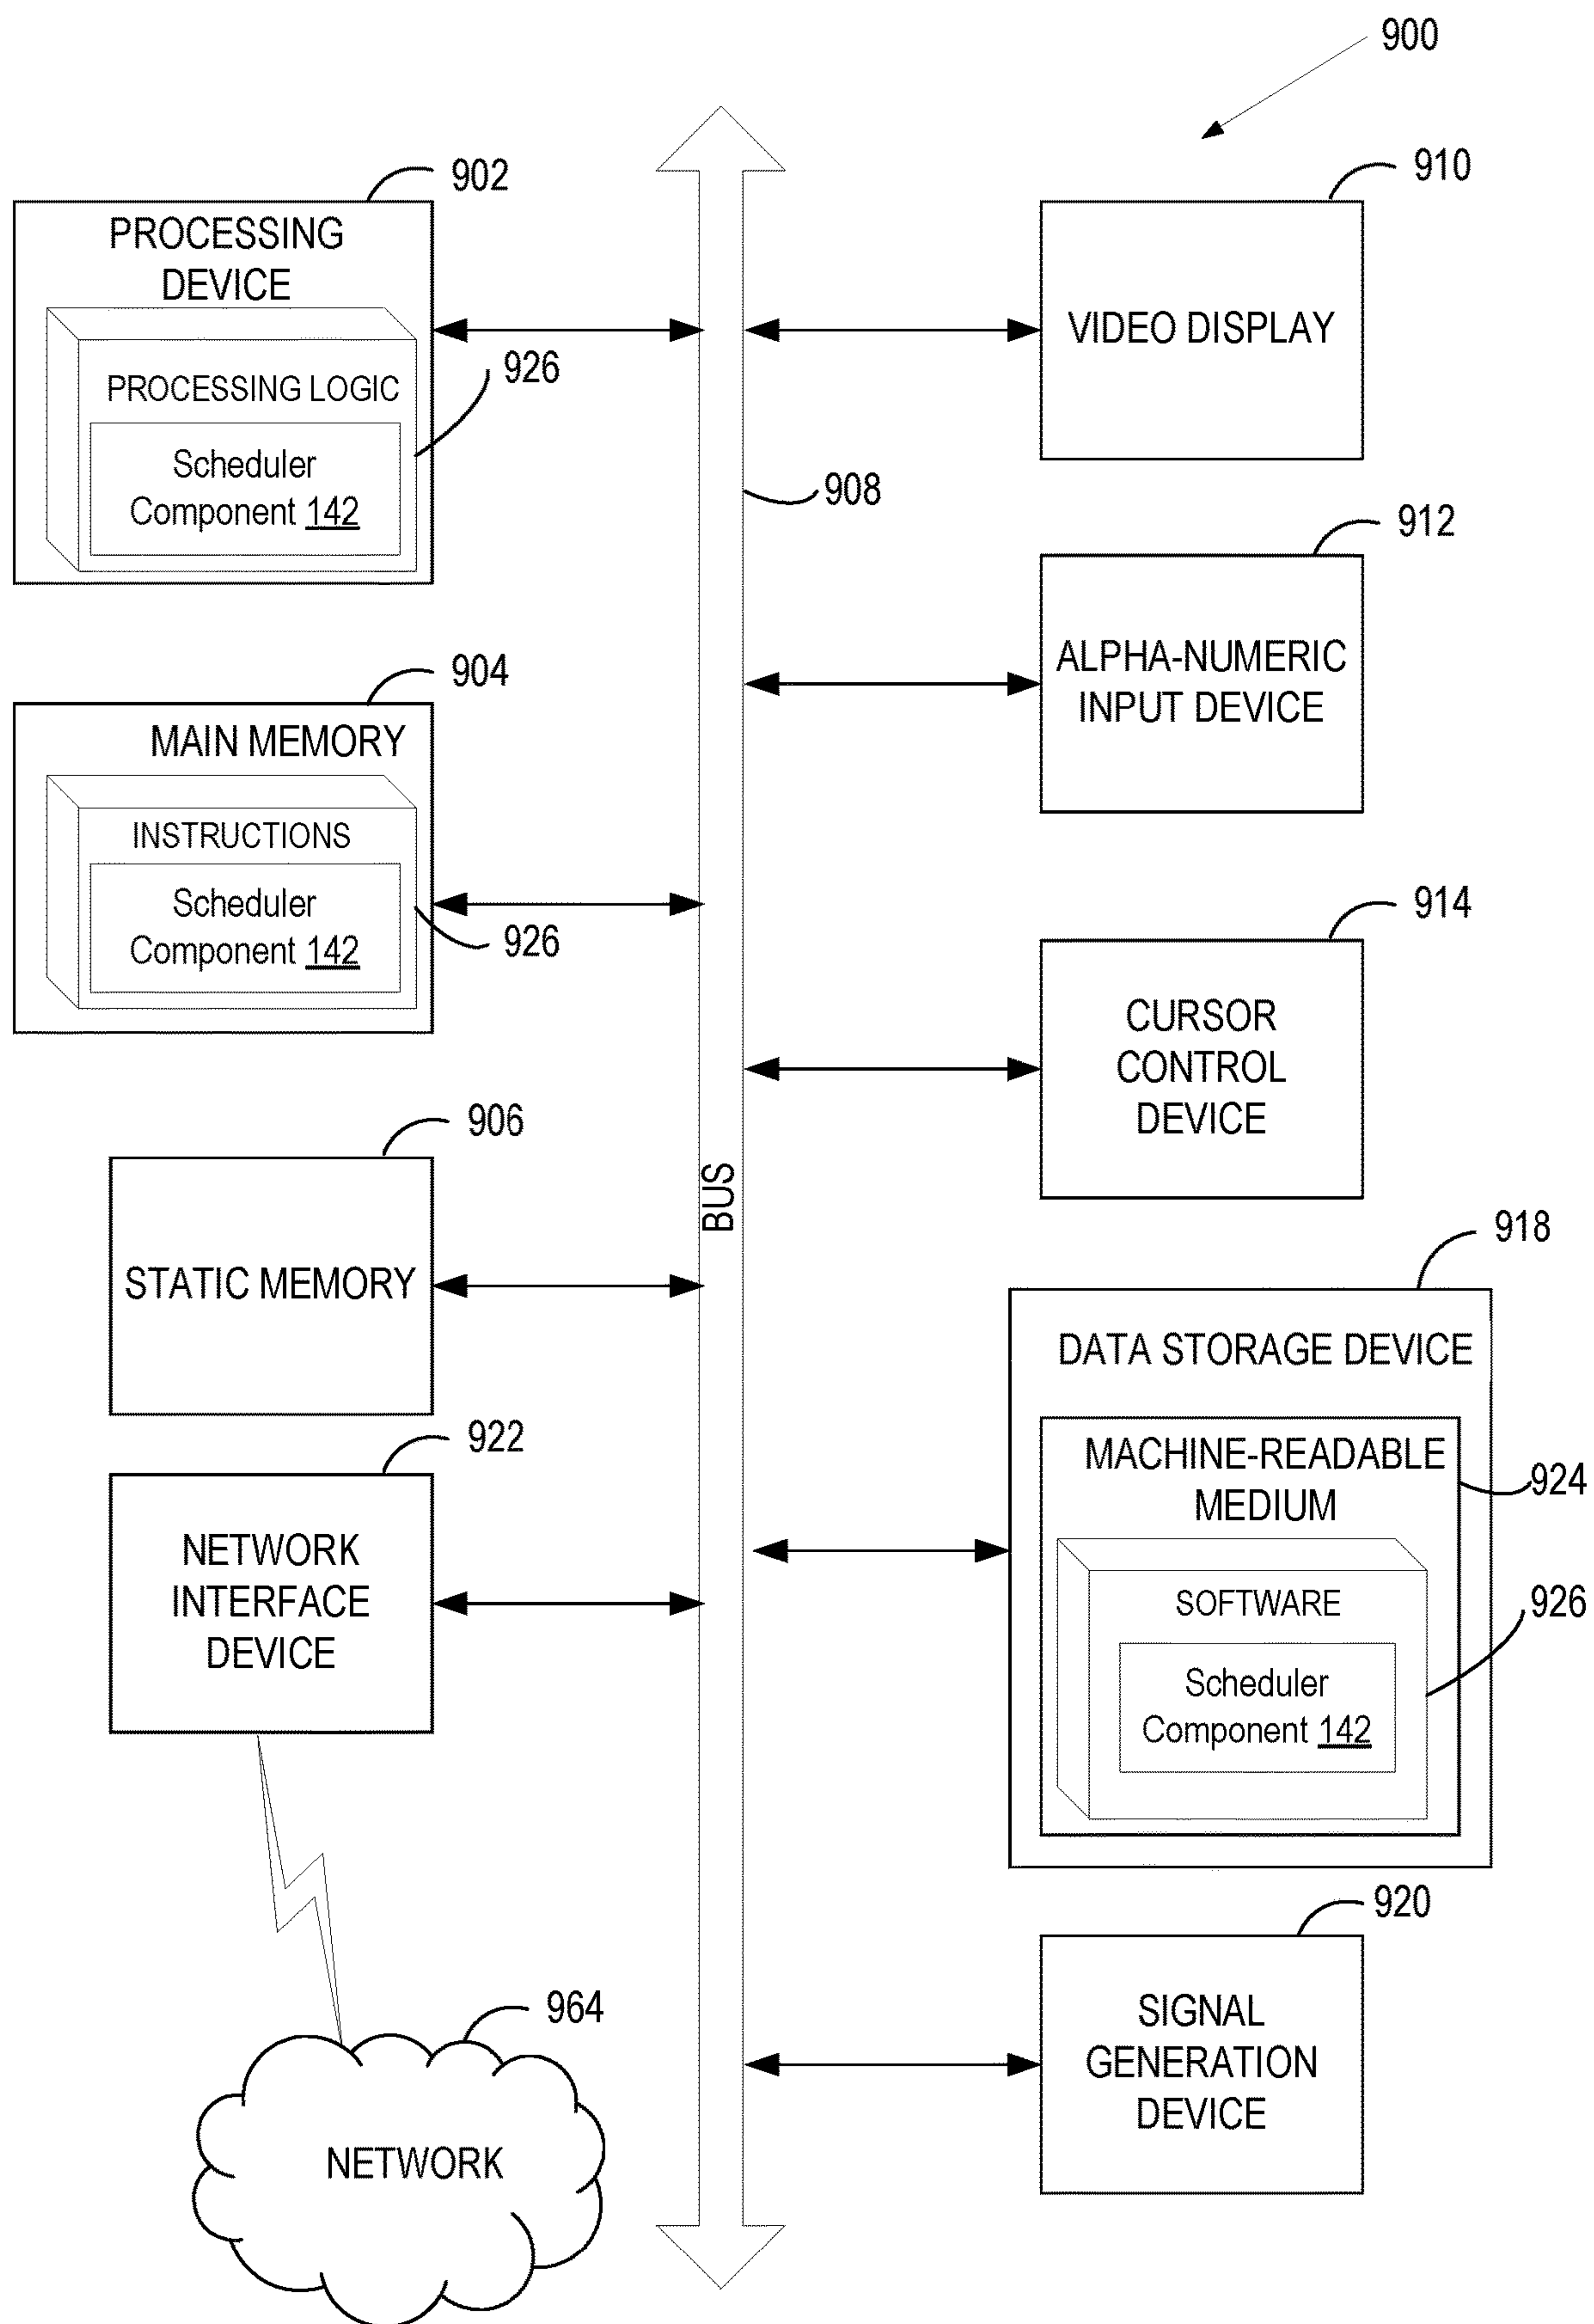 900
902
PROCESSING
DEVICE
PROCESSING LOGIC
926
Scheduler
Component 142
904
MAIN MEMORY
INSTRUCTIONS
Scheduler
Component 142
926
906
STATIC MEMORY
922
NETWORK
INTERFACE
DEVICE
964
NETWORK
908
BUS
910
VIDEO DISPLAY
912
ALPHA-NUMERIC
INPUT DEVICE
914
CURSOR
CONTROL
DEVICE
918
DATA STORAGE DEVICE
MACHINE-READABLE
MEDIUM
924
SOFTWARE
926
Scheduler
Component 142
920
SIGNAL
GENERATION
DEVICE